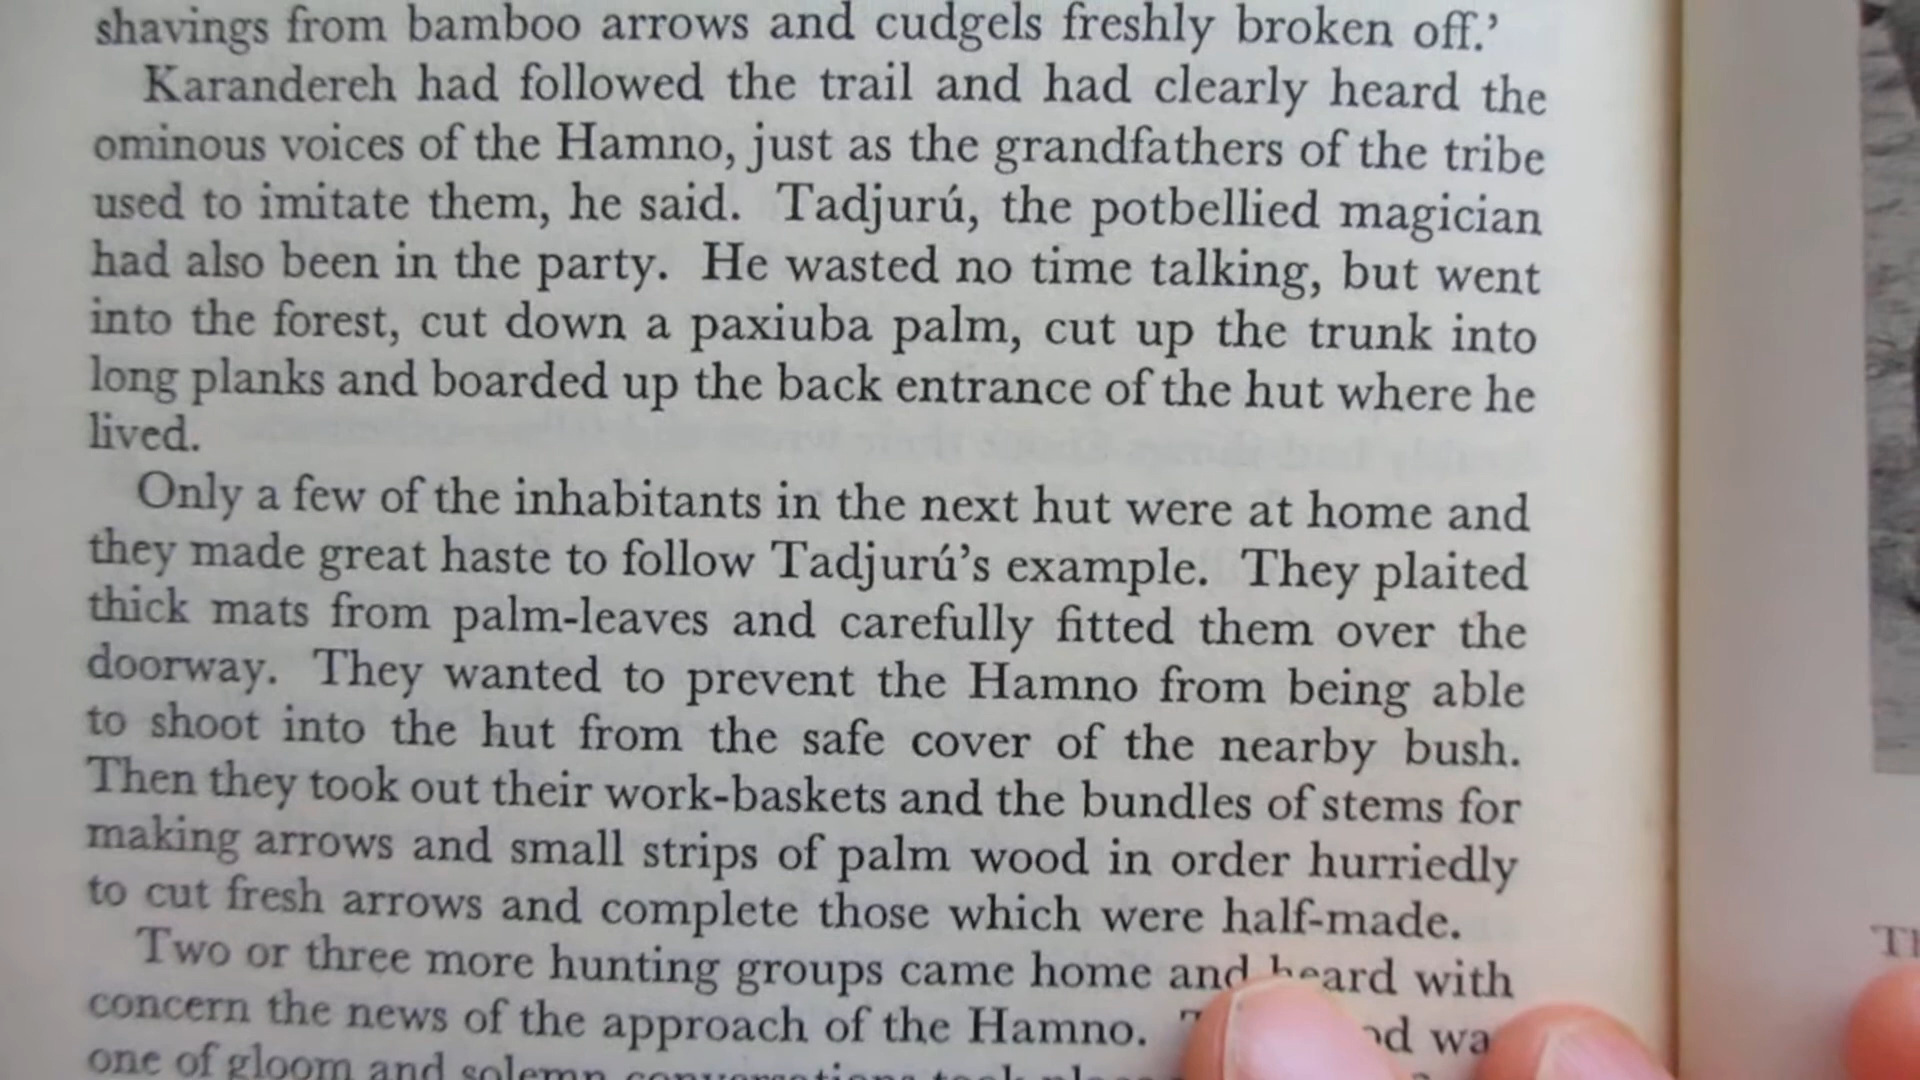 shavings from bamboo arrows and cudgels freshly broken off.’
Karandereh had followed the trail and had clearly heard the
ominous voices of the Hamno, just as the grandfathers of the tribe
used to imitate them, he said. Tadjurú, the potbellied magician
had also been in the party. He wasted no time talking, but went
into the forest, cut down a paxiuba palm, cut up the trunk into
long planks and boarded up the back entrance of the hut where he
lived.
Only a few of the inhabitants in the next hut were at home and
they made great haste to follow Tadjurú’s example. They plaited
thick mats from palm-leaves and carefully fitted them over the
doorway. They wanted to prevent the Hamno from being able
to shoot into the hut from the safe cover of the nearby bush.
Then they took out their work-baskets and the bundles of stems for
making arrows and small strips of palm wood in order hurriedly
to cut fresh arrows and complete those which were half-made.
Two or three more hunting groups came home and heard with
concern the news of the approach of the Hamno.
one of gloom and solemn conversations took